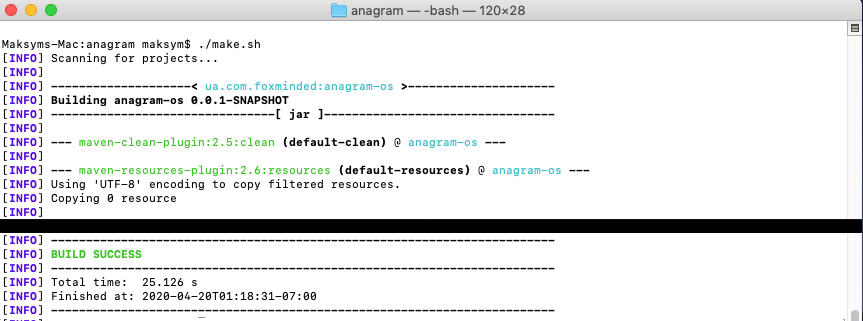 anagram — -bash — 120×28
Maksyms-Mac:anagram maksym$ ./make.sh
[INFO] Scanning for projects...
[INFO]
[INFO] -------------------< ua.com.foxminded:anagram-os >---------------------
[INFO] Building anagram-os 0.0.1-SNAPSHOT
[INFO] --------------------------------[ jar ]---------------------------------
[INFO]
[INFO] --- maven-clean-plugin:2.5:clean (default-clean) @ anagram-os ---
[INFO]
[INFO] --- maven-resources-plugin:2.6:resources (default-resources) @ anagram-os ---
[INFO] Using 'UTF-8' encoding to copy filtered resources.
[INFO] Copying 0 resource
[INFO]
[INFO] ------------------------------------------------------------------------
[INFO] BUILD SUCCESS
[INFO] ------------------------------------------------------------------------
[INFO] Total time:  25.126 s
[INFO] Finished at: 2020-04-20T01:18:31-07:00
[INFO] ------------------------------------------------------------------------